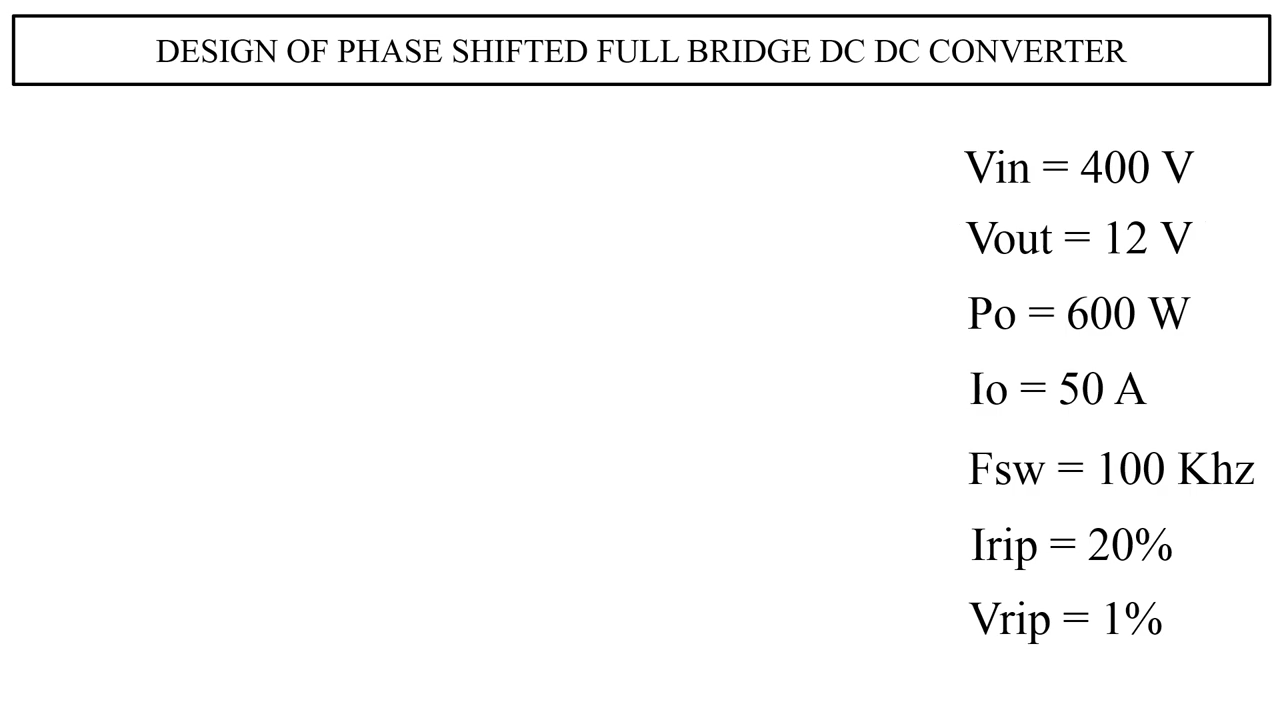 DESIGN OF PHASE SHIFTED FULL BRIDGE DC DC CONVERTER
Vin = 400 V
Vout = 12 V
Po = 600 W
Io = 50 A
Fsw = 100 Khz
Irip = 20%
Vrip = 1%